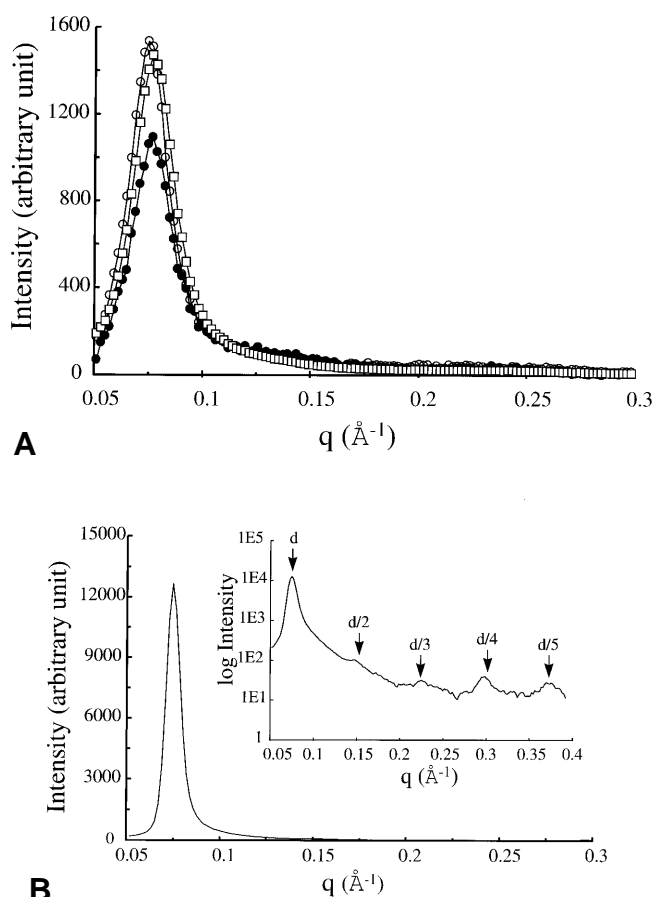 1600
1200
800
400
0
Intensity (arbitrary unit)
0.05 0.1 0.15 0.2 0.25 0.3
q (Å-1)
A
15000
12000
9000
6000
3000
0
Intensity (arbitrary unit)
1E5
1E4
1E3
1E2
1E1
1
log Intensity
d
d/2
d/3
d/4
d/5
0.05 0.1 0.15 0.2 0.25 0.3 0.35 0.4
q (Å-1)
0.05 0.1 0.15 0.2 0.25 0.3
q (Å-1)
B